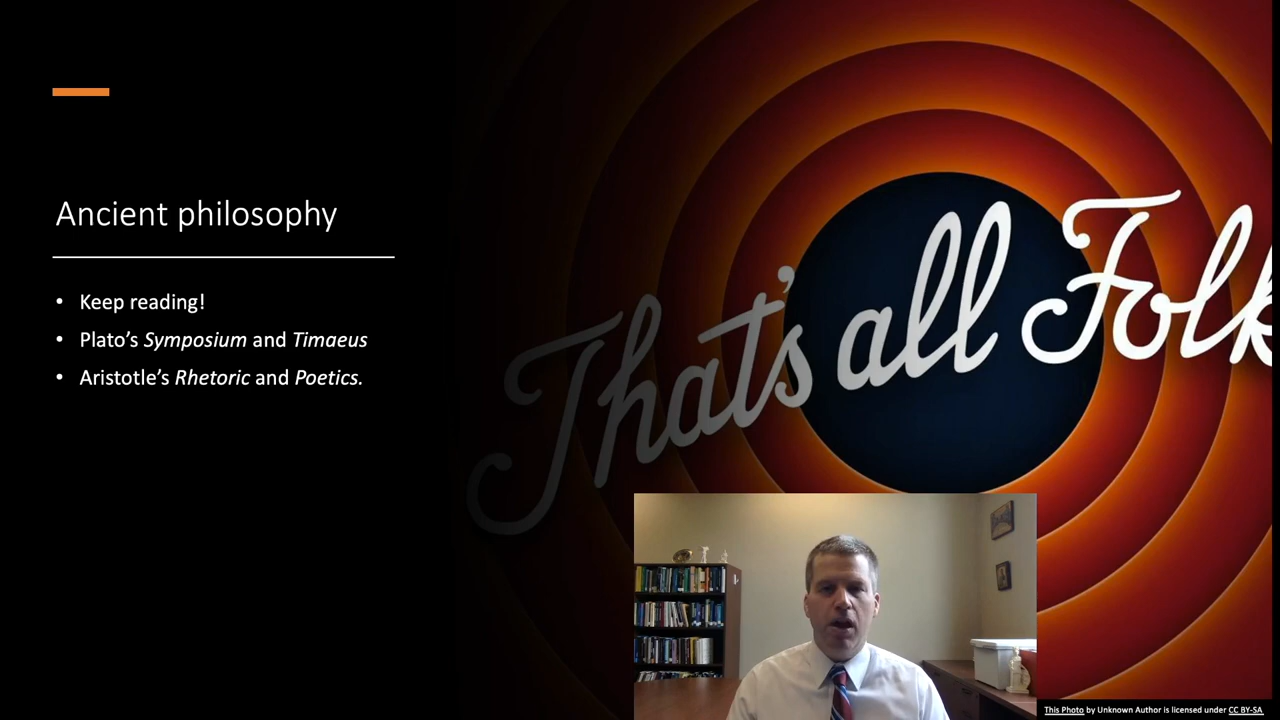 Ancient philosophy
• Keep reading!
• Plato’s Symposium and Timaeus
• Aristotle’s Rhetoric and Poetics.
That's all Folk
This Photo by Unknown Author is licensed under CC BY-SA